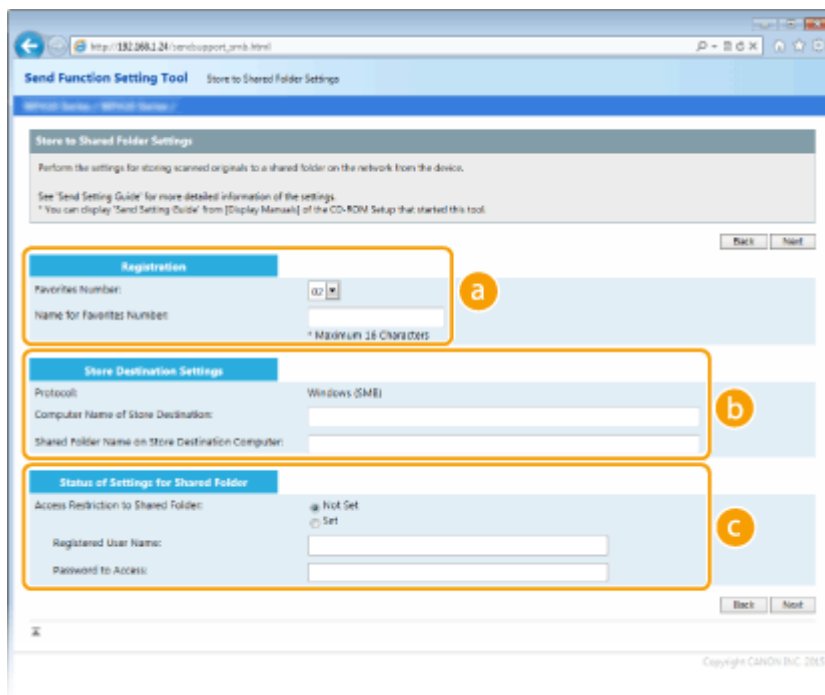 http://192.168.1.24/sendsupport_smb.html
Send Function Setting Tool Store to Shared Folder Settings
Store to Shared Folder Settings
Perform the settings for storing scanned originals to a shared folder on the network from the device.
See 'Send Setting Guide' for more detailed information of the settings.
* You can display 'Send Setting Guide' from [Display Manuals] of the CD-ROM Setup that started this tool.
Back Next
Registration
Favorites Number: 02
a
Name for Favorites Number:
* Maximum 16 Characters
Store Destination Settings
Protocol: Windows (SMB)
Computer Name of Store Destination:
b
Shared Folder Name on Store Destination Computer:
Status of Settings for Shared Folder
Access Restriction to Shared Folder: Not Set
Set
c
Registered User Name:
Password to Access:
Back Next
Copyright CANON INC. 2015